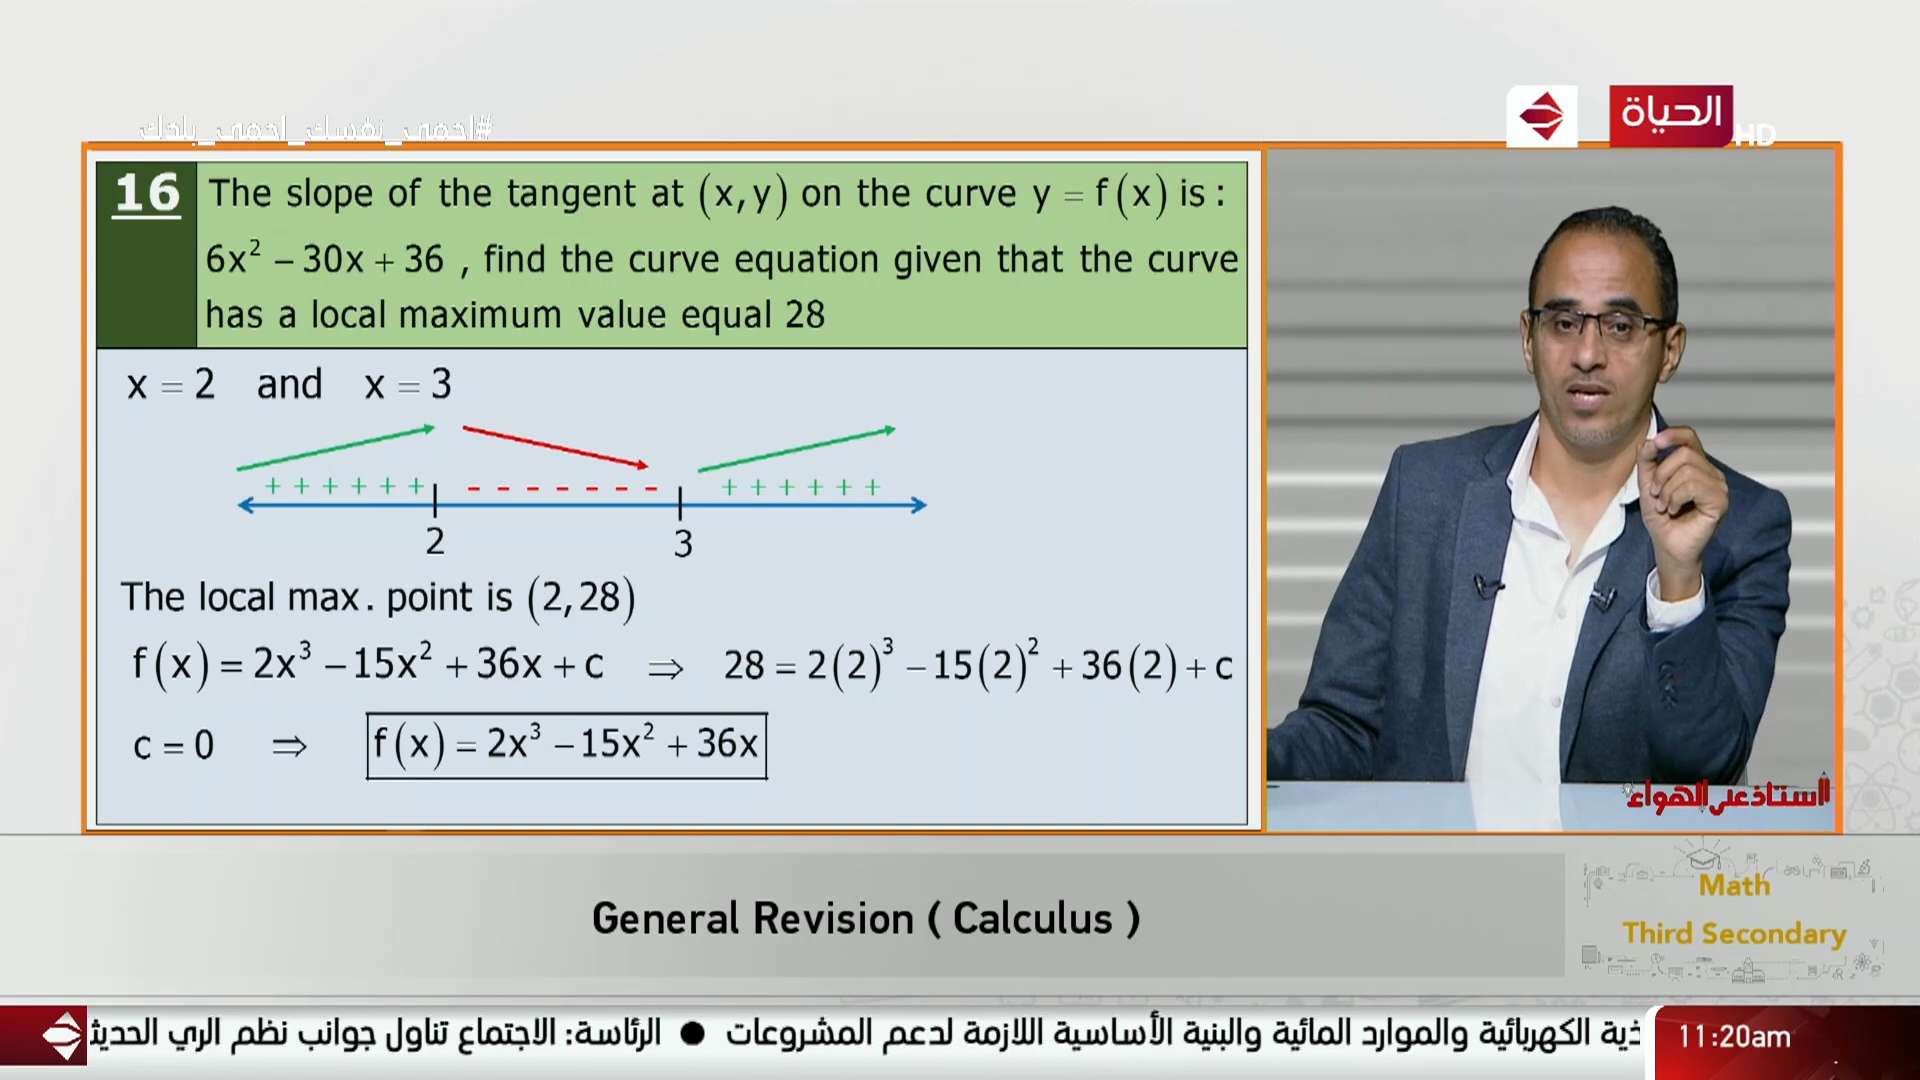 #احمي_نفسك_احمي_بلدك
الحياة
HD
16
The slope of the tangent at (x,y) on the curve y = f(x) is :
6x² − 30x + 36 , find the curve equation given that the curve
has a local maximum value equal 28
x = 2 and x = 3
+ + + + + + − − − − − − − + + + + + +
2 3
The local max. point is (2,28)
f(x) = 2x³ − 15x² + 36x + c ⇒ 28 = 2(2)³ − 15(2)² + 36(2) + c
c = 0 ⇒ f(x) = 2x³ − 15x² + 36x
أستاذ على الهواء
General Revision ( Calculus )
Math
Third Secondary
الكهربائية والموارد المائية والبنية الأساسية اللازمة لدعم المشروعات ● الرئاسة: الاجتماع تناول جوانب نظم الري
11:20am